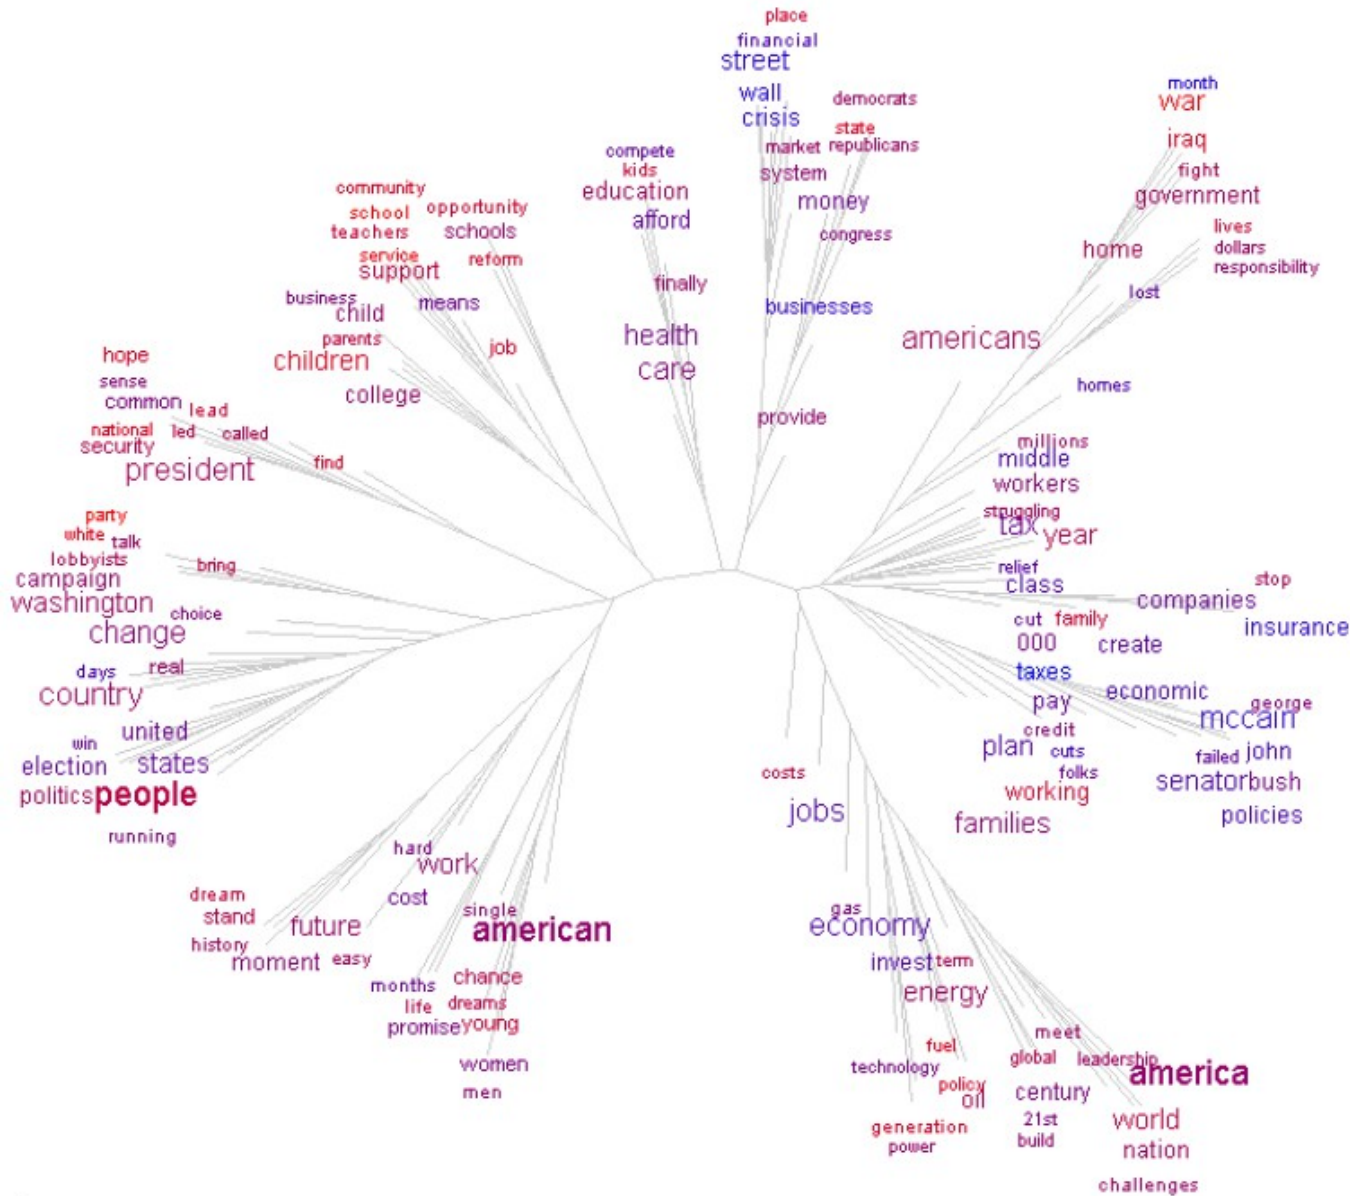 place
financial
street
wall
crisis
democrats
state
market republicans
system
money
congress
businesses
provide
month
war
iraq
fight
government
home
lives
dollars
responsibility
lost
americans
homes
compete
kids
education
afford
finally
health
care
community
school opportunity
teachers schools
service reform
support
business means
child
parents job
children
college
hope
sense
common lead
national led called
security
president find
party
white talk
lobbyists bring
campaign
washington choice
change
days real
country
united
win
election states
politics people
running
millions
middle
workers
struggling
tax year
relief
class
companies stop
insurance
cut family
000 create
taxes
economic
pay
george
mccain
credit
plan cuts
failed john
folks
senator bush
working
policies
families
costs
jobs
hard
work
cost
dream
stand
single
american
future
history
moment easy
chance
months
life dreams
promise young
women
men
gas
economy
invest term
energy
meet
fuel
global leadership
technology
america
policy
oil
century
generation
21st
world
power
build
nation
challenges